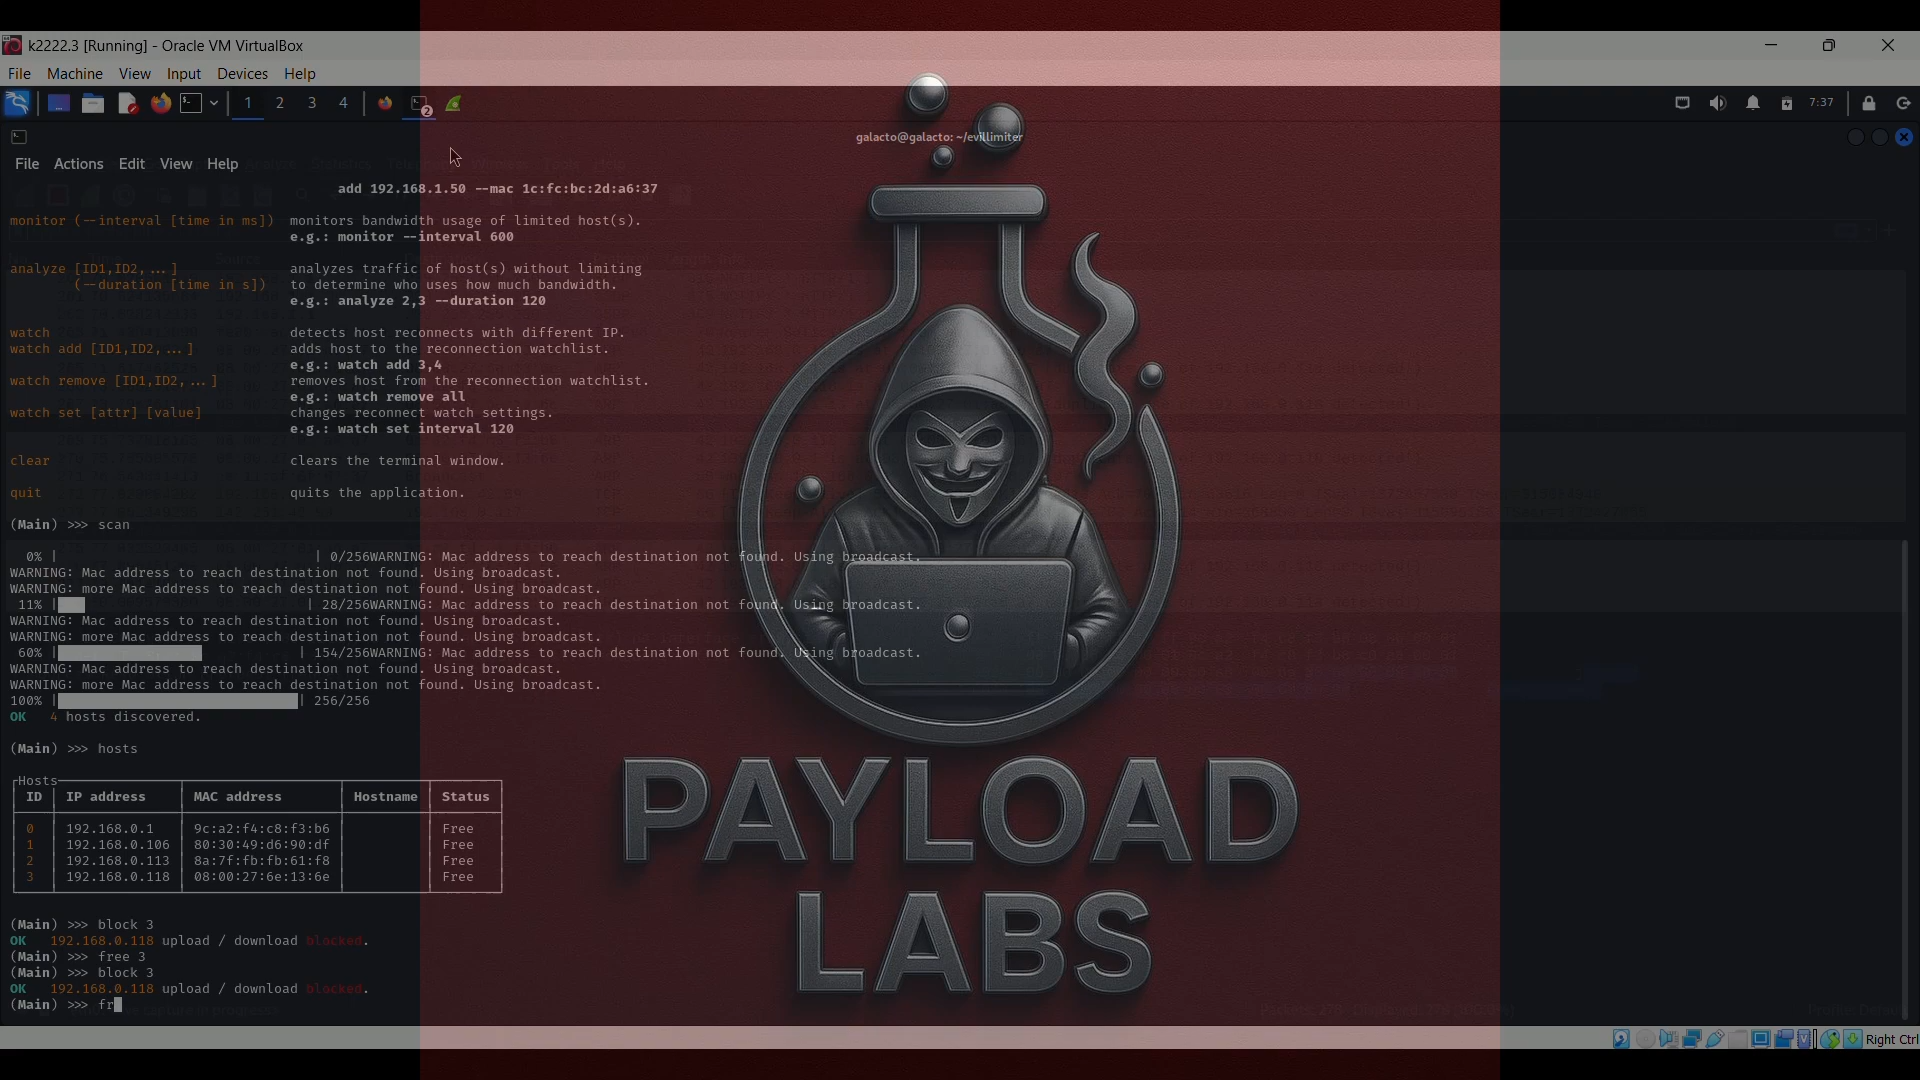 k2222.3 [Running] - Oracle VM VirtualBox
File Machine View Input Devices Help
1 2 3 4 2 7:37
galacto@galacto: ~/evillimiter
File Actions Edit View Help
add 192.168.1.50 --mac 1c:fc:bc:2d:a6:37
monitor (--interval [time in ms]) monitors bandwidth usage of limited host(s).
e.g.: monitor --interval 600
analyze [ID1,ID2, ... ] analyzes traffic of host(s) without limiting
(--duration [time in s]) to determine who uses how much bandwidth.
e.g.: analyze 2,3 --duration 120
watch detects host reconnects with different IP.
watch add [ID1,ID2, ... ] adds host to the reconnection watchlist.
e.g.: watch add 3,4
watch remove [ID1,ID2, ... ] removes host from the reconnection watchlist.
e.g.: watch remove all
watch set [attr] [value] changes reconnect watch settings.
e.g.: watch set interval 120
clear clears the terminal window.
quit quits the application.
(Main) >>> scan
0% | | 0/256WARNING: Mac address to reach destination not found. Using broadcast.
WARNING: Mac address to reach destination not found. Using broadcast.
WARNING: more Mac address to reach destination not found. Using broadcast.
11% | | 28/256WARNING: Mac address to reach destination not found. Using broadcast.
WARNING: Mac address to reach destination not found. Using broadcast.
WARNING: more Mac address to reach destination not found. Using broadcast.
60% | | 154/256WARNING: Mac address to reach destination not found. Using broadcast.
WARNING: Mac address to reach destination not found. Using broadcast.
WARNING: more Mac address to reach destination not found. Using broadcast.
100% | | 256/256
OK 4 hosts discovered.
(Main) >>> hosts
Hosts
ID IP address MAC address Hostname Status
0 192.168.0.1 9c:a2:f4:c8:f3:b6 Free
1 192.168.0.106 80:30:49:d6:90:df Free
2 192.168.0.113 8a:7f:fb:fb:61:f8 Free
3 192.168.0.118 08:00:27:6e:13:6e Free
(Main) >>> block 3
OK 192.168.0.118 upload / download blocked.
(Main) >>> free 3
(Main) >>> block 3
OK 192.168.0.118 upload / download blocked.
(Main) >>> fr
PAYLOAD
LABS
Right Ctrl